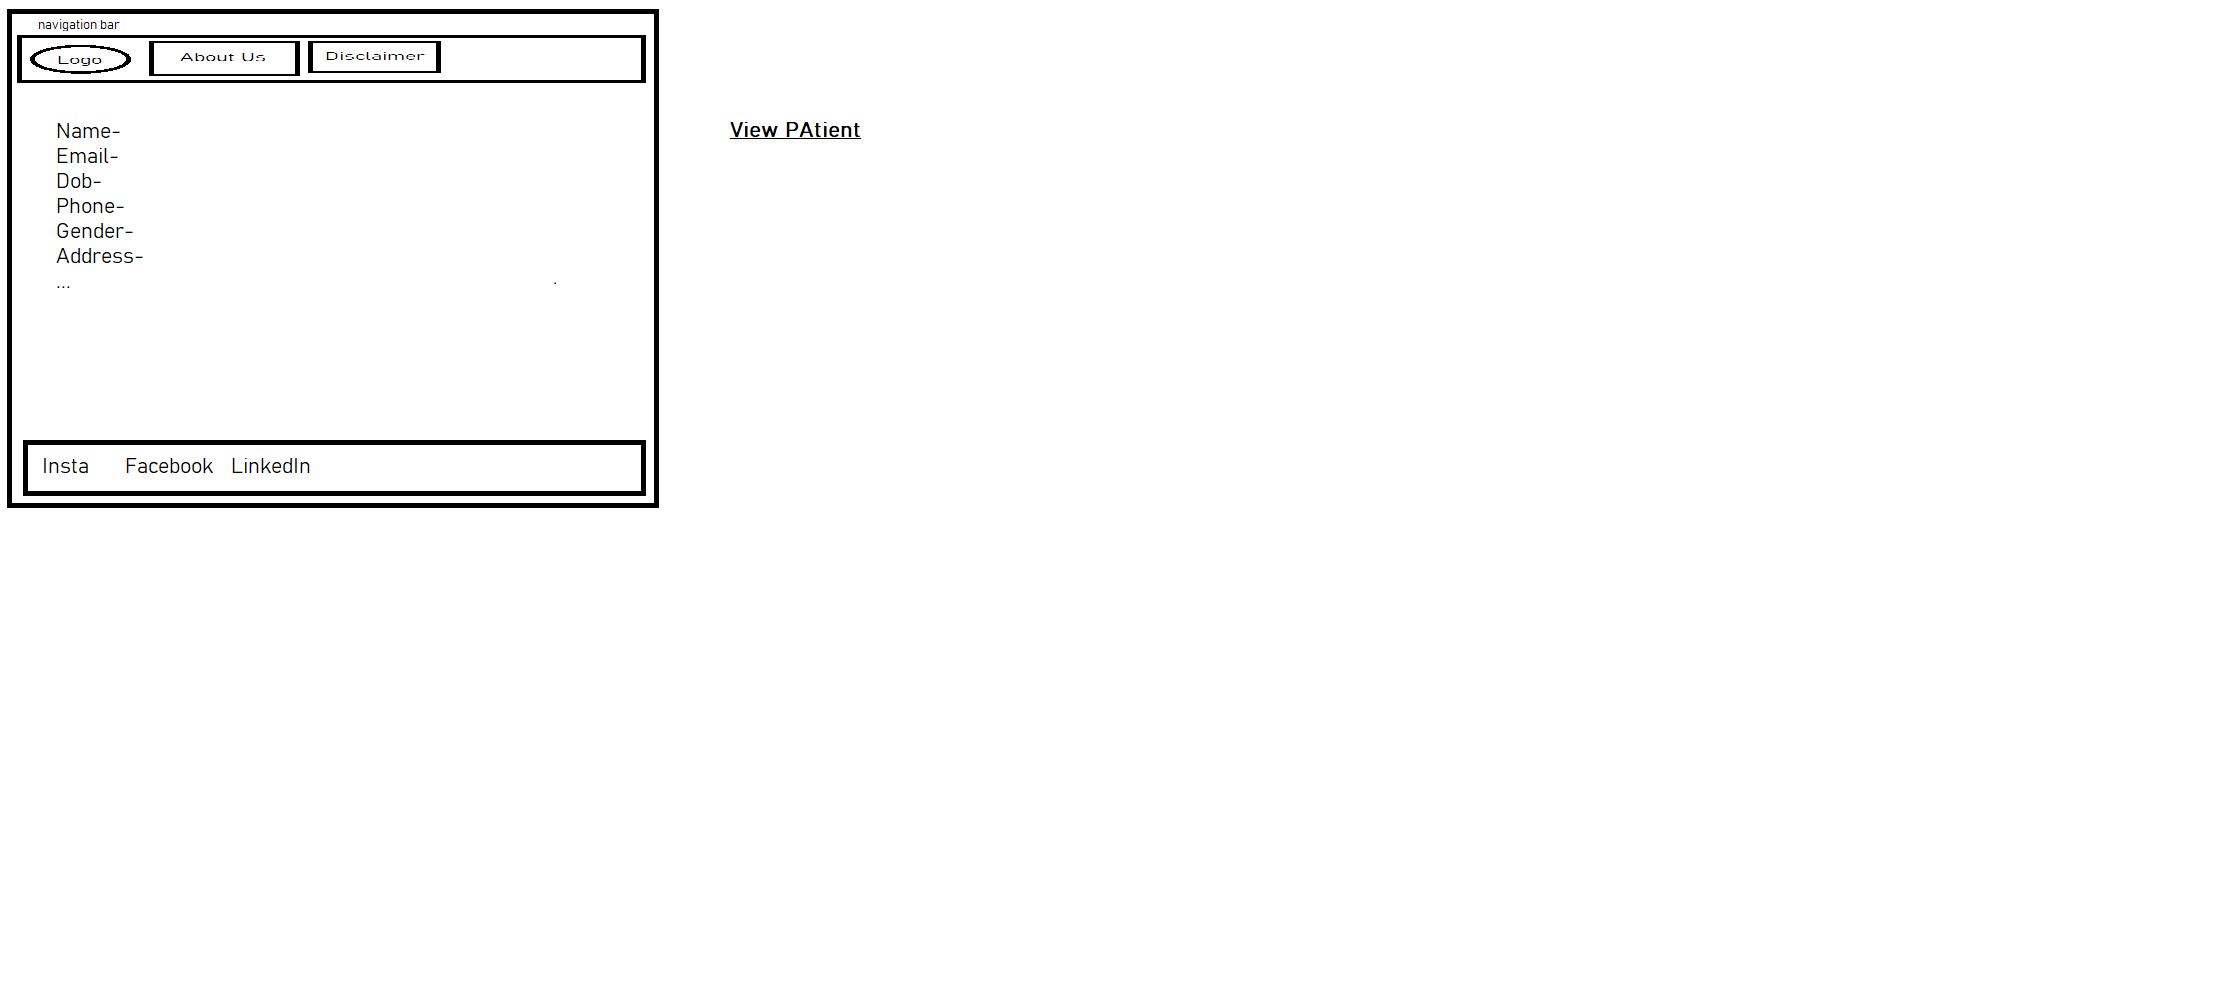 navigation bar
Logo About Us Disclaimer
Name-
Email-
Dob-
Phone-
Gender-
Address-
...
.
Insta Facebook LinkedIn
View PAtient